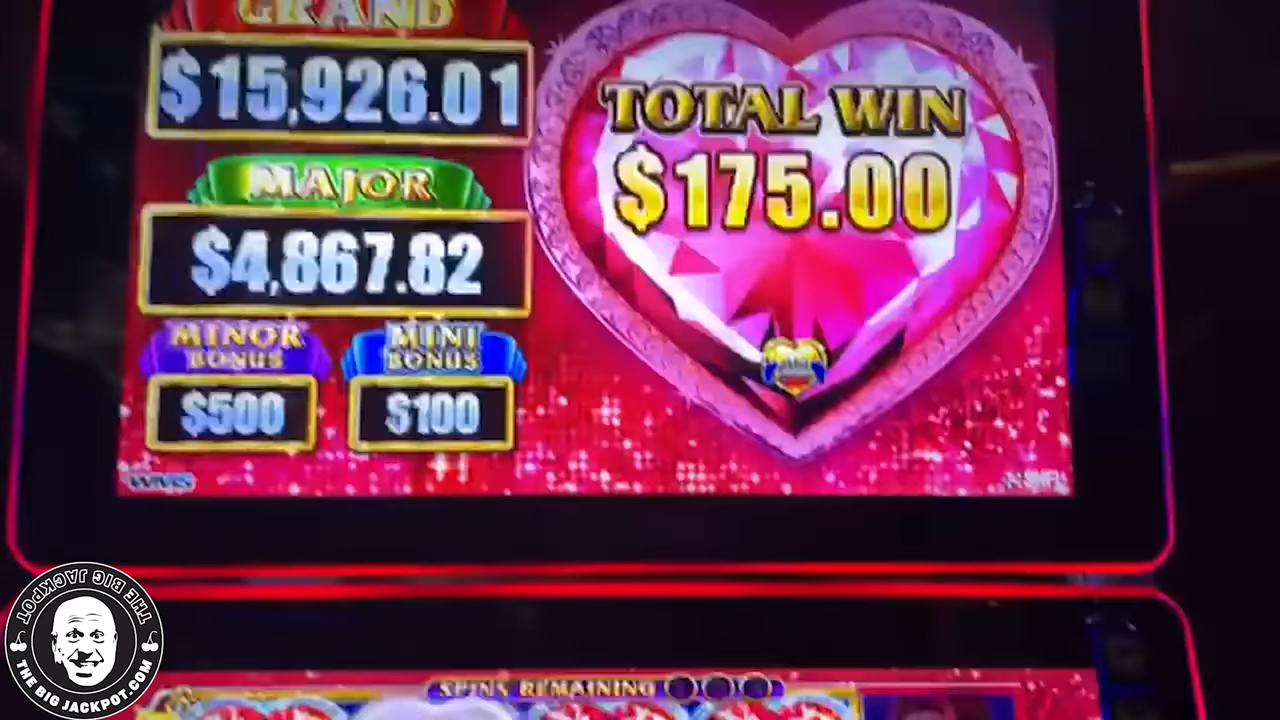 GRAND
$15,926.01
MAJOR
$4,867.82
MINOR
BONUS
$500
MINI
BONUS
$100
TOTAL WIN
$175.00
WMS
SPINS REMAINING
THE BIG JACKPOT
THE BIG JACKPOT.COM